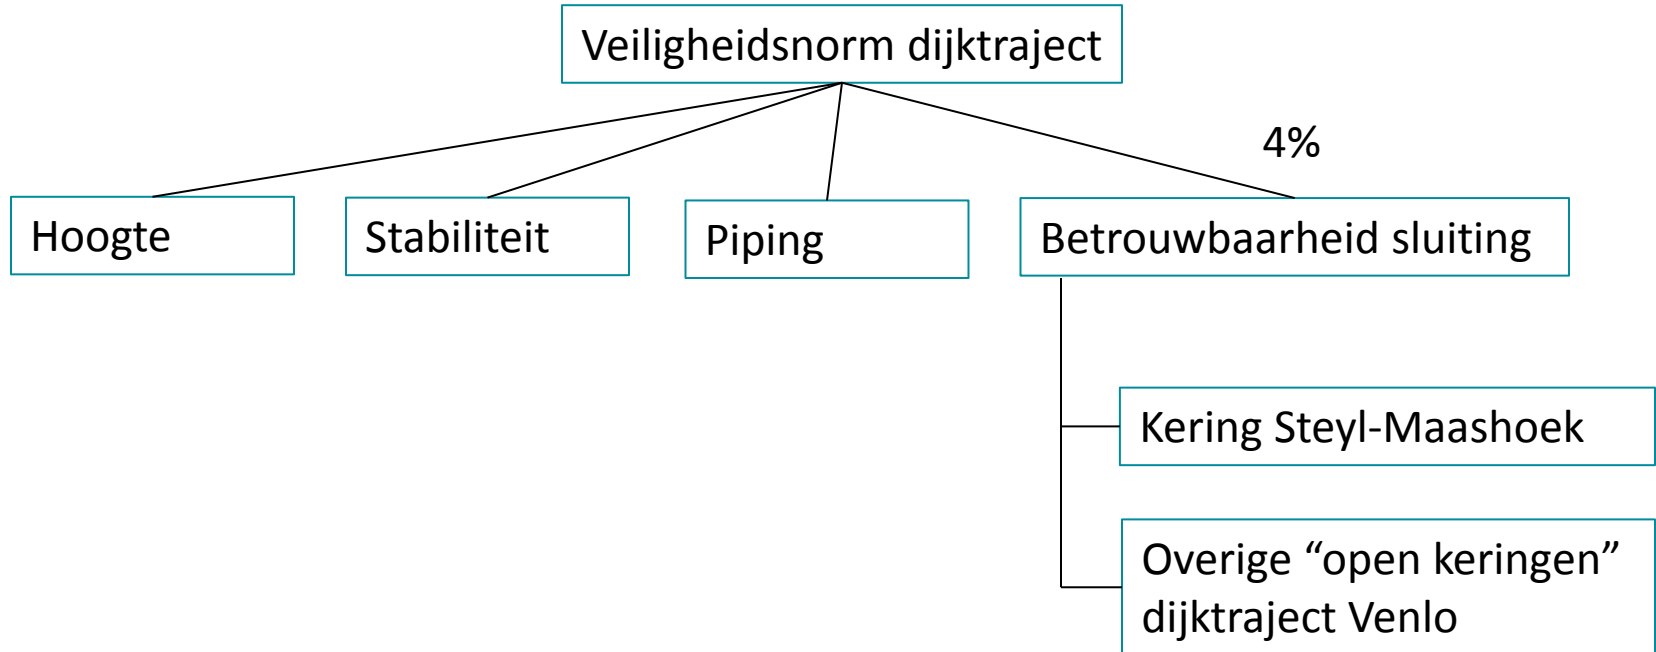 Veiligheidsnorm dijktraject
4%
Hoogte
Stabiliteit
Piping
Betrouwbaarheid sluiting
Kering Steyl-Maashoek
Overige “open keringen”
dijktraject Venlo